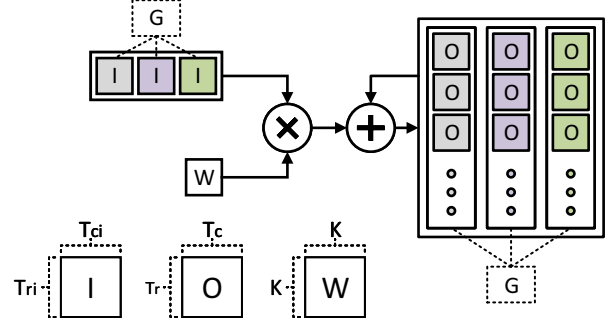 G
I I I
O O O
O O O
O O O
W
G
Tci Tc K
Tri I Tr O K W